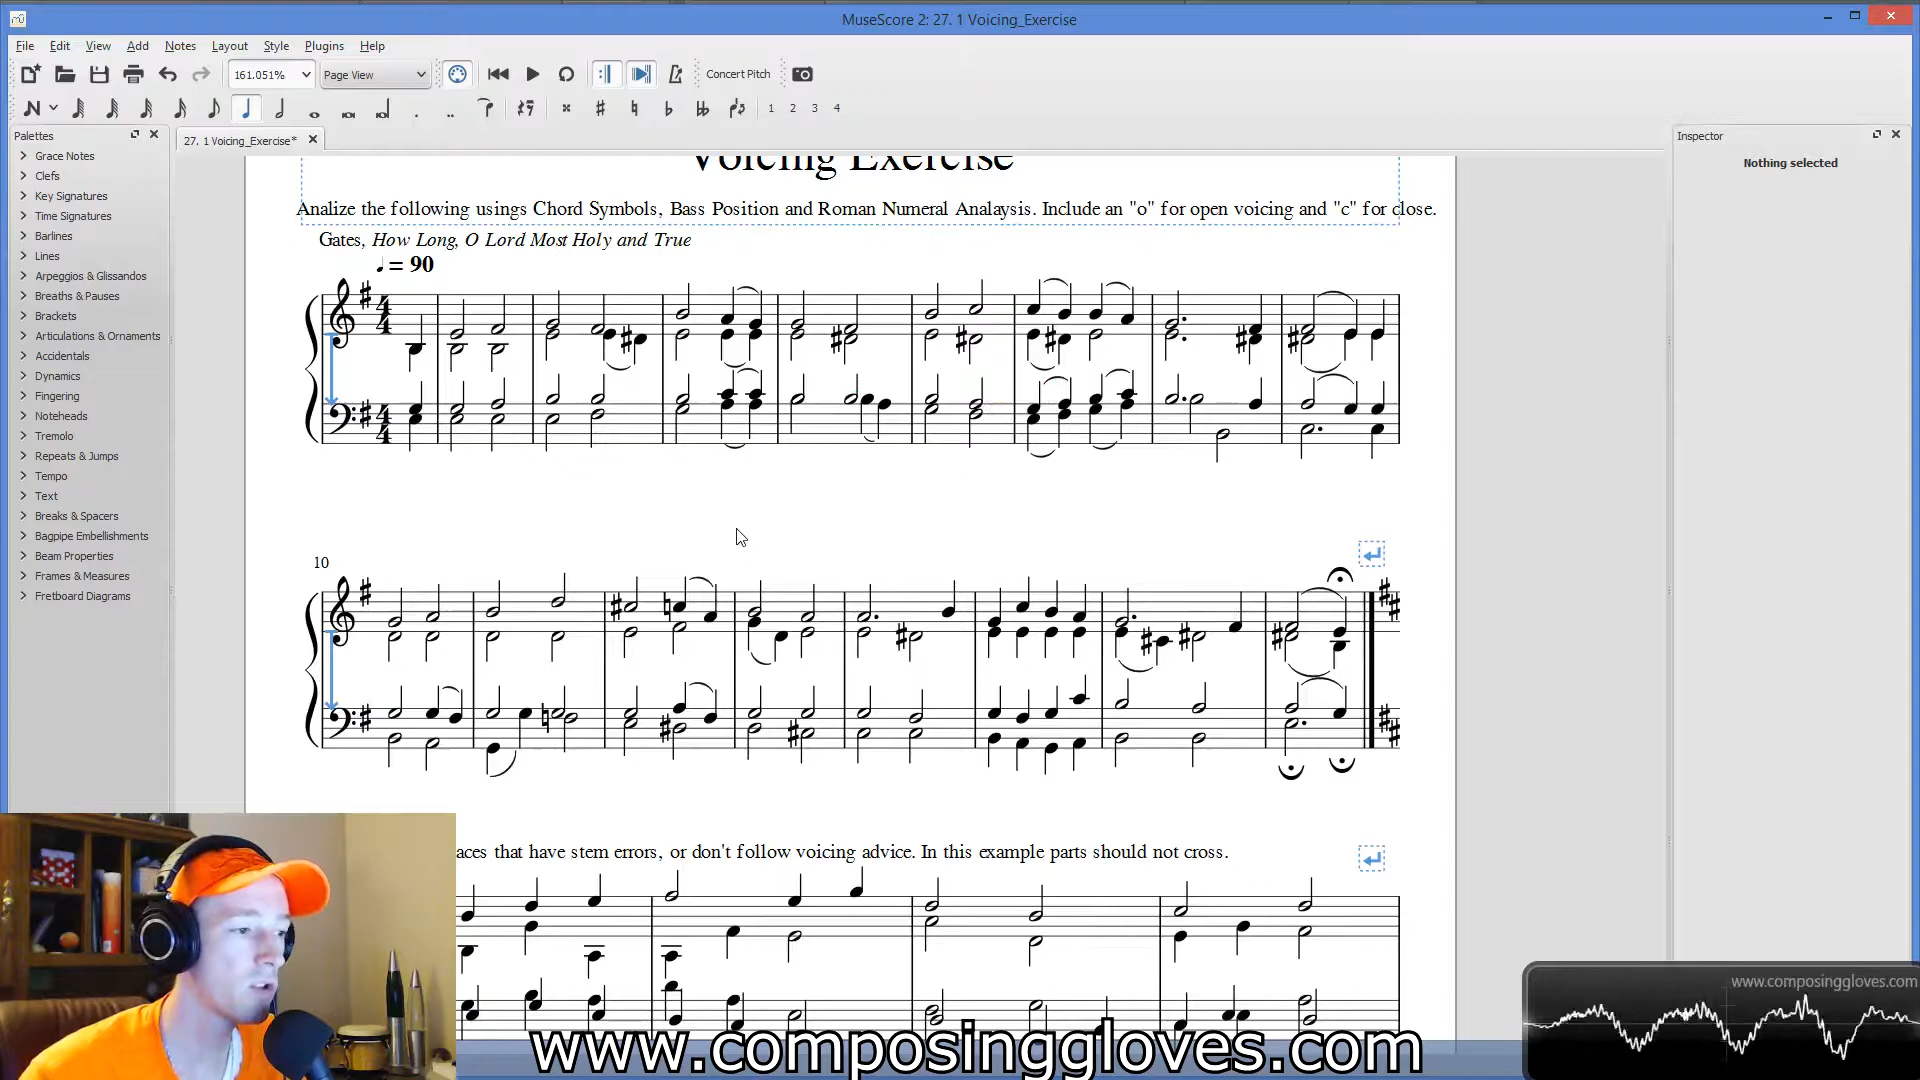 MuseScore 2: 27. 1 Voicing_Exercise
File Edit View Add Notes Layout Style Plugins Help
161.051% Page View Concert Pitch
1 2 3 4
Palettes
27. 1 Voicing_Exercise*
Inspector
Nothing selected
Grace Notes
Clefs
Key Signatures
Time Signatures
Barlines
Lines
Arpeggios & Glissandos
Breaths & Pauses
Brackets
Articulations & Ornaments
Accidentals
Dynamics
Fingering
Noteheads
Tremolo
Repeats & Jumps
Tempo
Text
Breaks & Spacers
Bagpipe Embellishments
Beam Properties
Frames & Measures
Fretboard Diagrams
Voicing Exercise
Analize the following usings Chord Symbols, Bass Position and Roman Numeral Analaysis. Include an "o" for open voicing and "c" for close.
Gates, How Long, O Lord Most Holy and True
= 90
10
aces that have stem errors, or don't follow voicing advice. In this example parts should not cross.
www.composinggloves.com
www.composinggloves.com